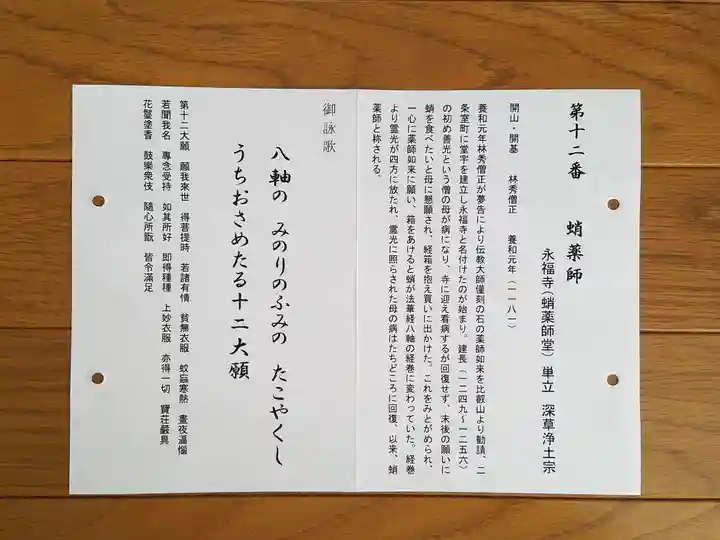 第十二番　蛸薬師
永福寺（蛸薬師堂）単立　深草浄土宗
開山・開基　林秀僧正　養和元年（一一八一）
養和元年林秀僧正が夢告により伝教大師僅刻の石の薬師如来を比叡山より勧請、二
条室町に堂宇を建立し永福寺と名付けたのが始まり。建長（一二四九～一二五六）
の初め善光という僧の母が病になり、寺に迎え看病するが回復せず、末後の願いに
蛸を食べたいと母に懇願され、経箱を抱え買いに出かけた。これをみとがめられ、
一心に薬師如来に願い、箱をあけると蛸が法華経八軸の経巻に変わっていた。経巻
より霊光が四方に放たれ、霊光に照らされた母の病はたちどころに回復、以来、蛸
薬師と称される。
御詠歌
八軸の　みのりのふみの　たこやくし
うちおさめたる十二大願
第十二大願　願我来世　得菩提時　若諸有情　貧無衣服　蚊蝱寒熱　晝夜逼惱
若聞我名　專念受持　如其所好　即得種種　上妙衣服　亦得一切　寶荘嚴具
花鬘塗香　鼓樂衆伎　隨心所翫　皆令滿足